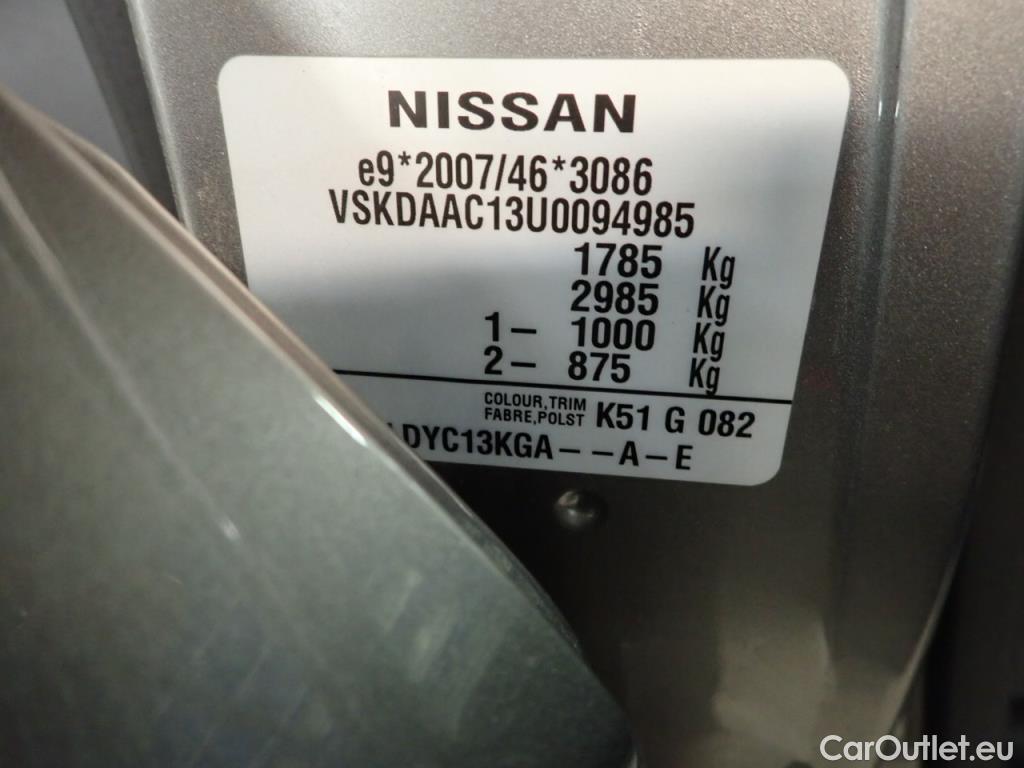 NISSAN
e9*2007/46*3086
VSKDAAC13U0094985
1785 Kg
2985 Kg
1- 1000 Kg
2- 875 Kg
COLOUR,TRIM
FABRE,POLST K51 G 082
LDYC13KGA--A-E
CarOutlet.eu